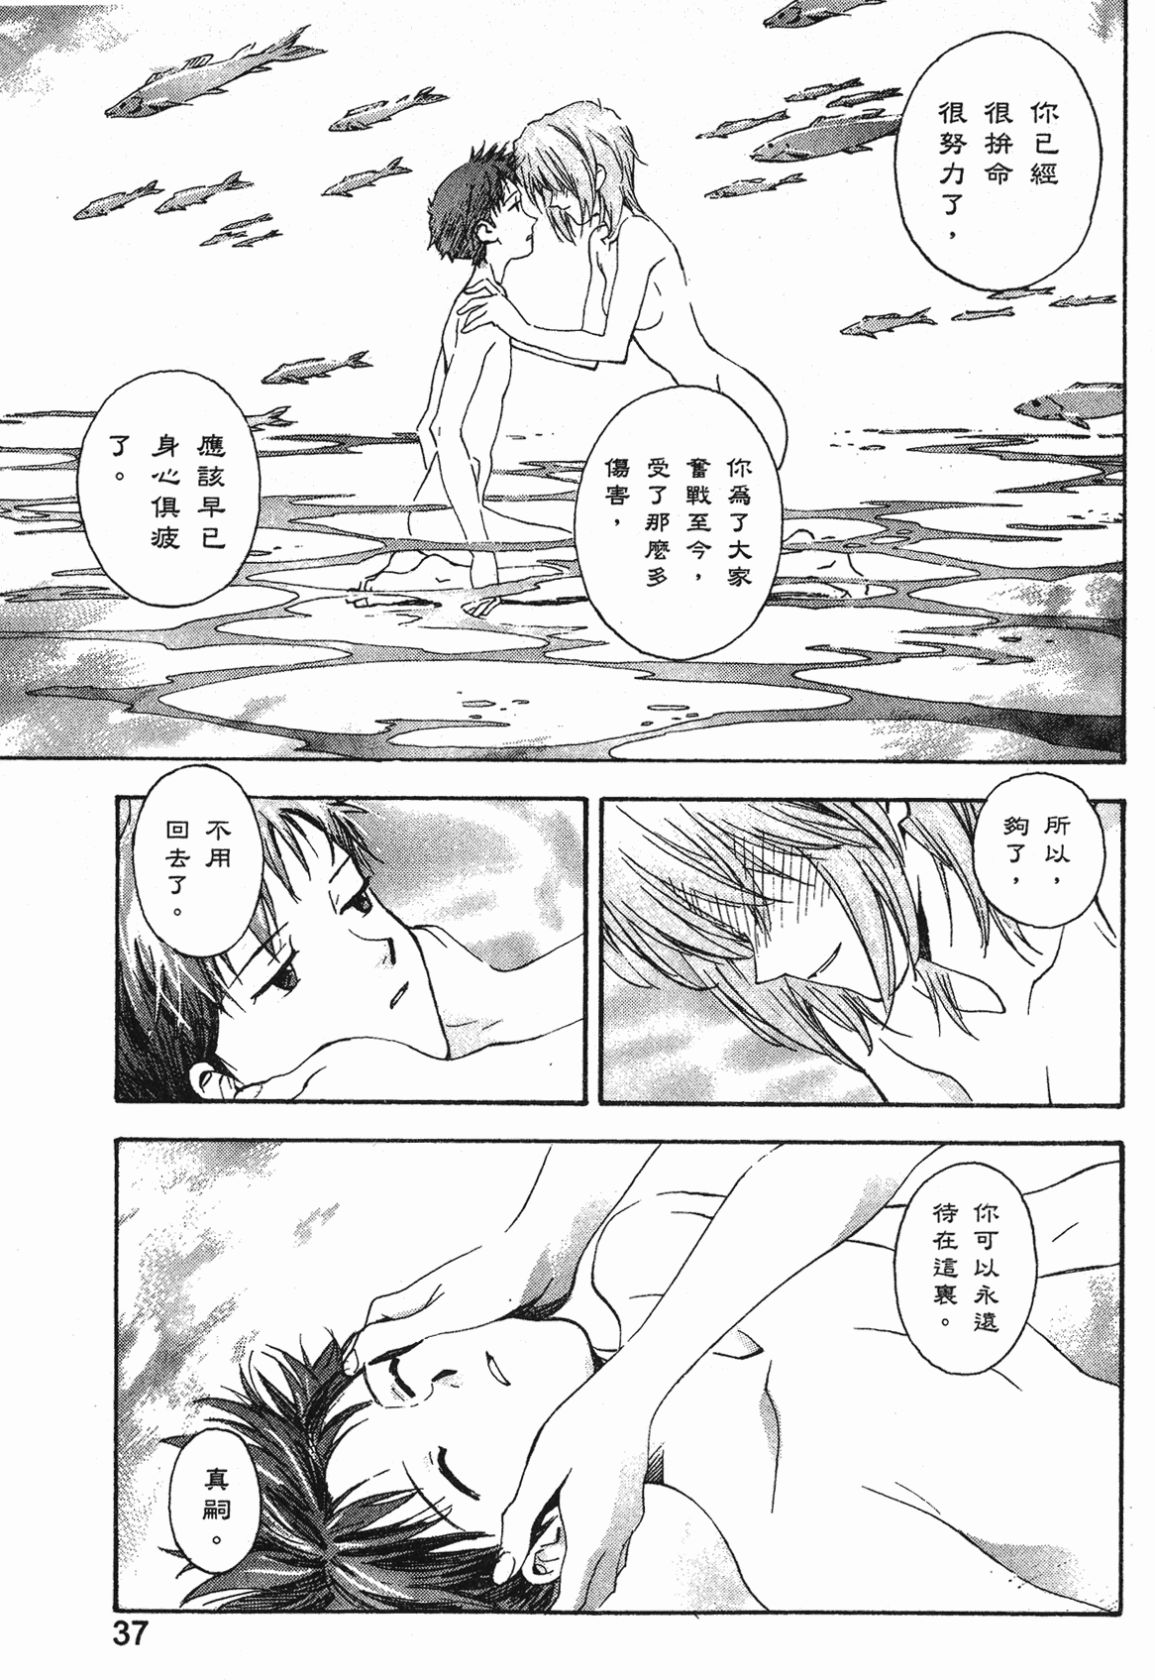 你已經
很拚命
很努力了，
你為了大家
奮戰至今，
受了那麼多
傷害，
應該早已
身心俱疲
了。
所以，
夠了，
不用
回去了。
你可以永遠
待在這裏。
真嗣。
37